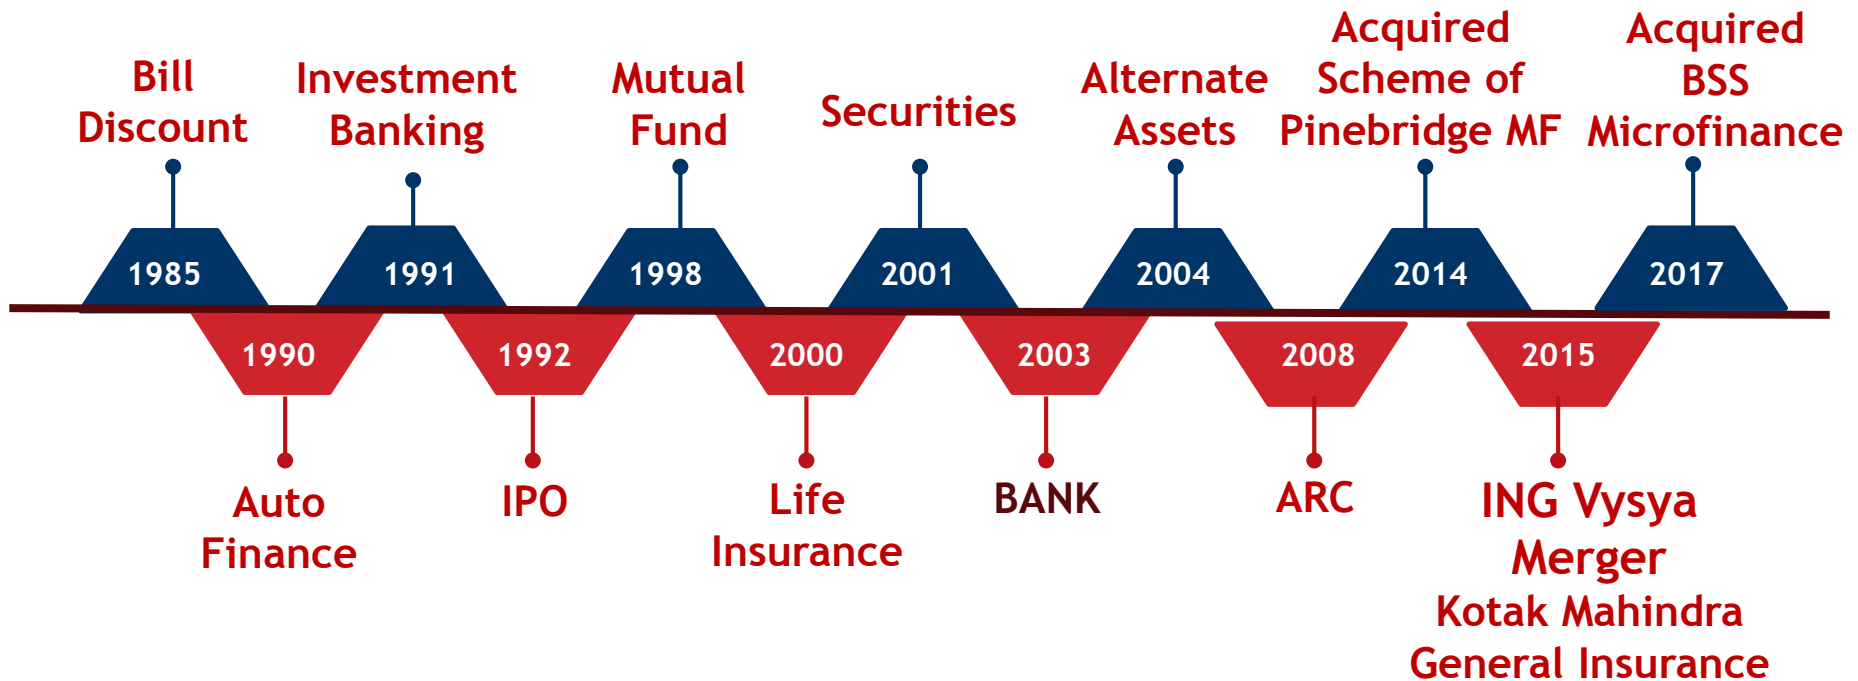 Bill
Discount
Investment
Banking
Mutual
Fund
Securities
Alternate
Assets
Acquired
Scheme of
Pinebridge MF
Acquired
BSS
Microfinance
1985
1991
1998
2001
2004
2014
2017
1990
1992
2000
2003
2008
2015
Auto
Finance
IPO
Life
Insurance
BANK
ARC
ING Vysya
Merger
Kotak Mahindra
General Insurance